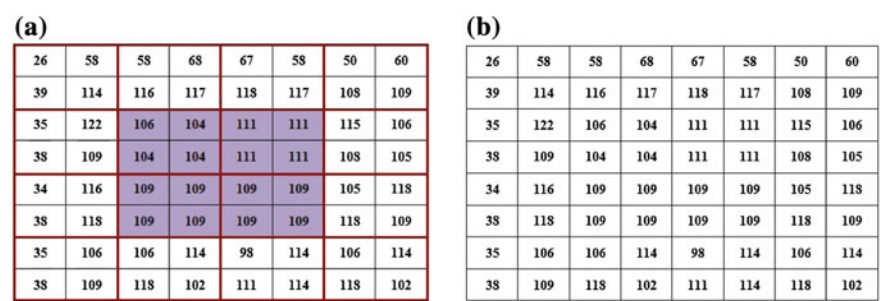 (a) (b)
26 58 58 68 67 58 50 60 26 58 58 68 67 58 50 60
39 114 116 117 118 117 108 109 39 114 116 117 118 117 108 109
35 122 106 104 111 111 115 106 35 122 106 104 111 111 115 106
38 109 104 104 111 111 108 105 38 109 104 104 111 111 108 105
34 116 109 109 109 109 105 118 34 116 109 109 109 109 105 118
38 118 109 109 109 109 118 109 38 118 109 109 109 109 118 109
35 106 106 114 98 114 106 114 35 106 106 114 98 114 106 114
38 109 118 102 111 114 118 102 38 109 118 102 111 114 118 102